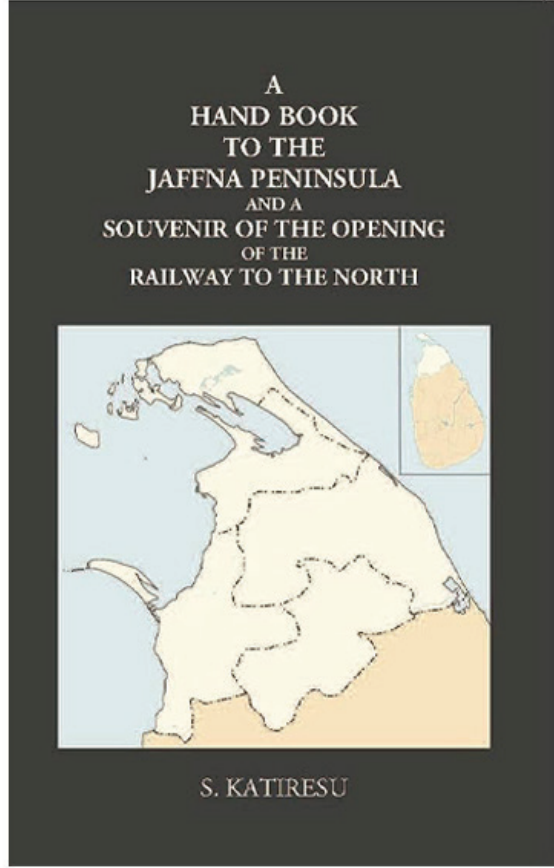 A
HAND BOOK
TO THE
JAFFNA PENINSULA
AND A
SOUVENIR OF THE OPENING
OF THE
RAILWAY TO THE NORTH
S. KATIRESU